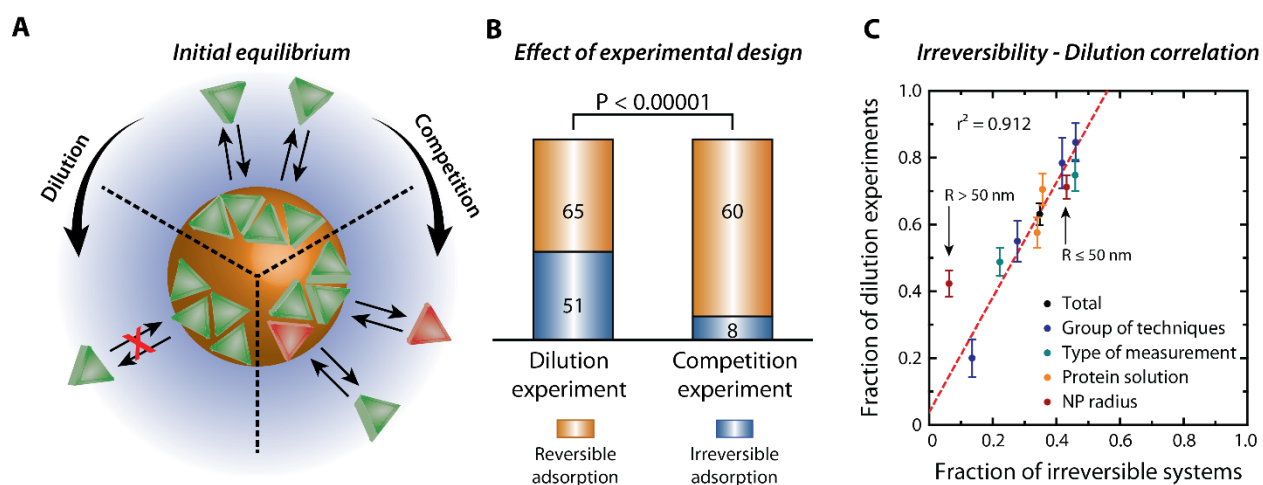 A
Initial equilibrium
Dilution
Competition
B
Effect of experimental design
P < 0.00001
65
60
51
8
Dilution
experiment
Competition
experiment
Reversible
adsorption
Irreversible
adsorption
C
Irreversibility - Dilution correlation
Fraction of dilution experiments
1.0
0.8
0.6
0.4
0.2
0
r² = 0.912
R > 50 nm
R ≤ 50 nm
Total
Group of techniques
Type of measurement
Protein solution
NP radius
0 0.2 0.4 0.6 0.8 1.0
Fraction of irreversible systems